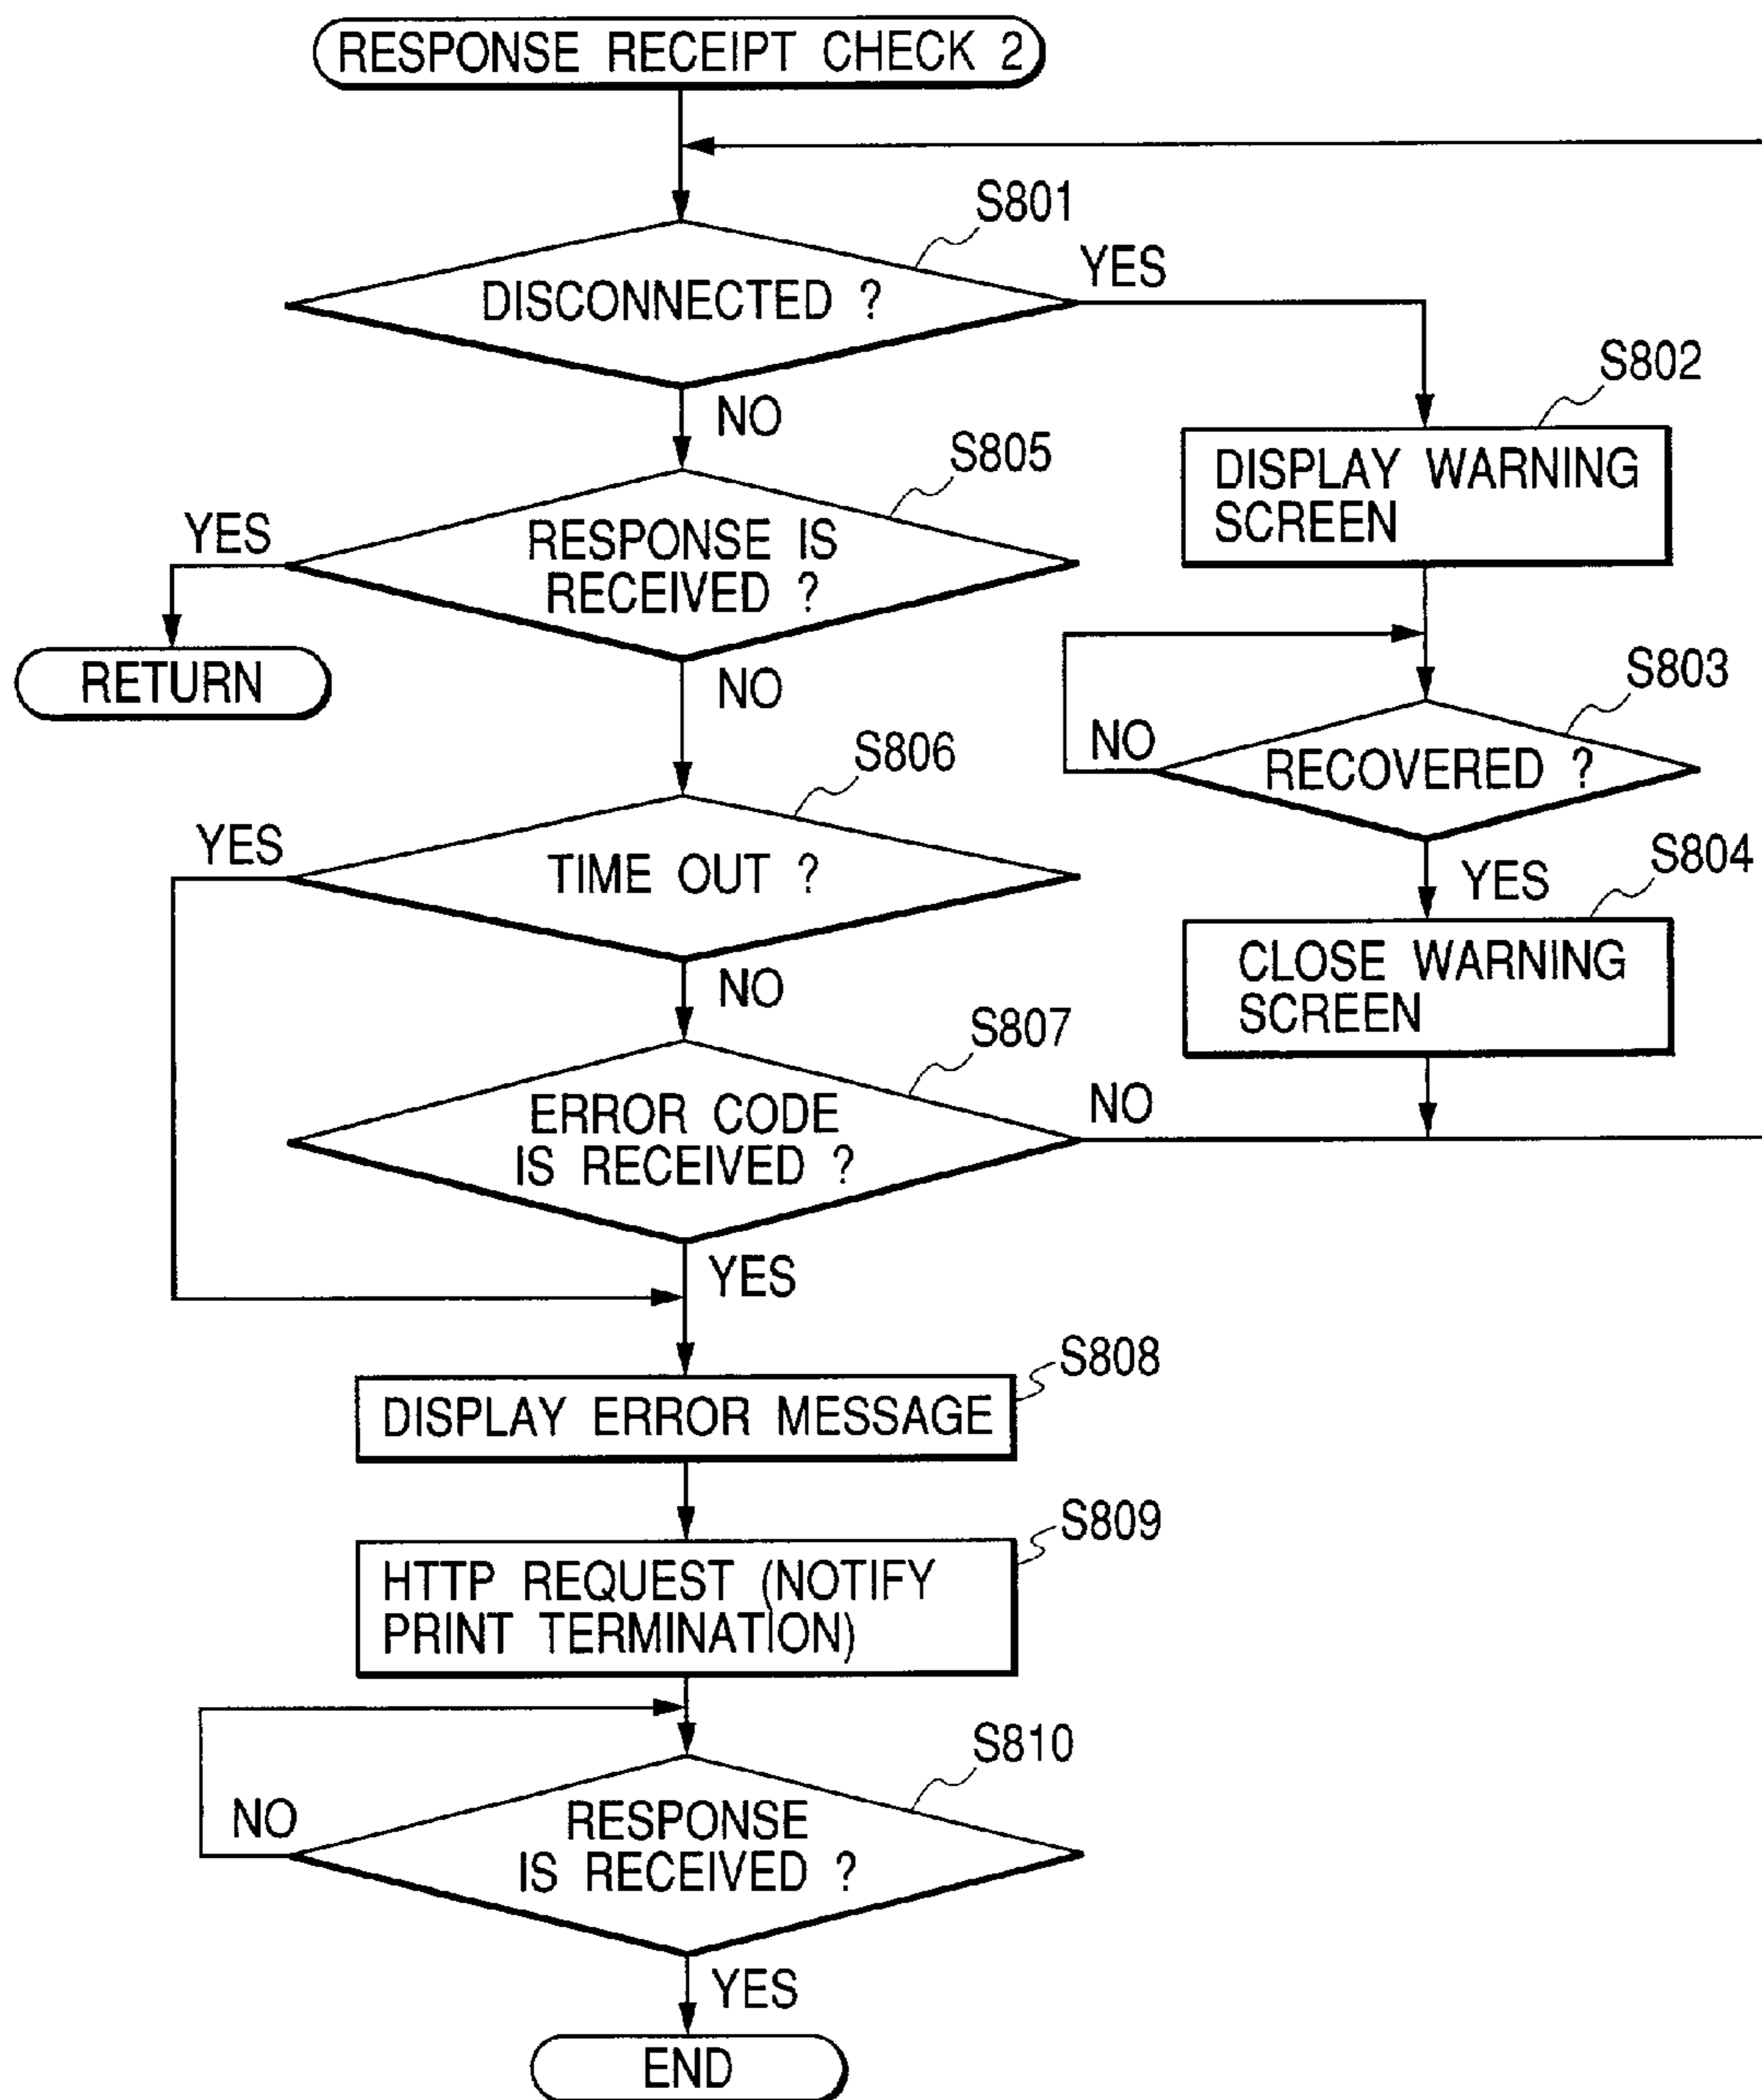 RESPONSE RECEIPT CHECK 2
S801
DISCONNECTED ?
YES
NO
S802
DISPLAY WARNING
SCREEN
S805
RESPONSE IS
RECEIVED ?
YES
RETURN
NO
S803
RECOVERED ?
NO
YES
S806
TIME OUT ?
YES
NO
S804
CLOSE WARNING
SCREEN
S807
ERROR CODE
IS RECEIVED ?
NO
YES
S808
DISPLAY ERROR MESSAGE
S809
HTTP REQUEST (NOTIFY
PRINT TERMINATION)
S810
RESPONSE
IS RECEIVED ?
NO
YES
END